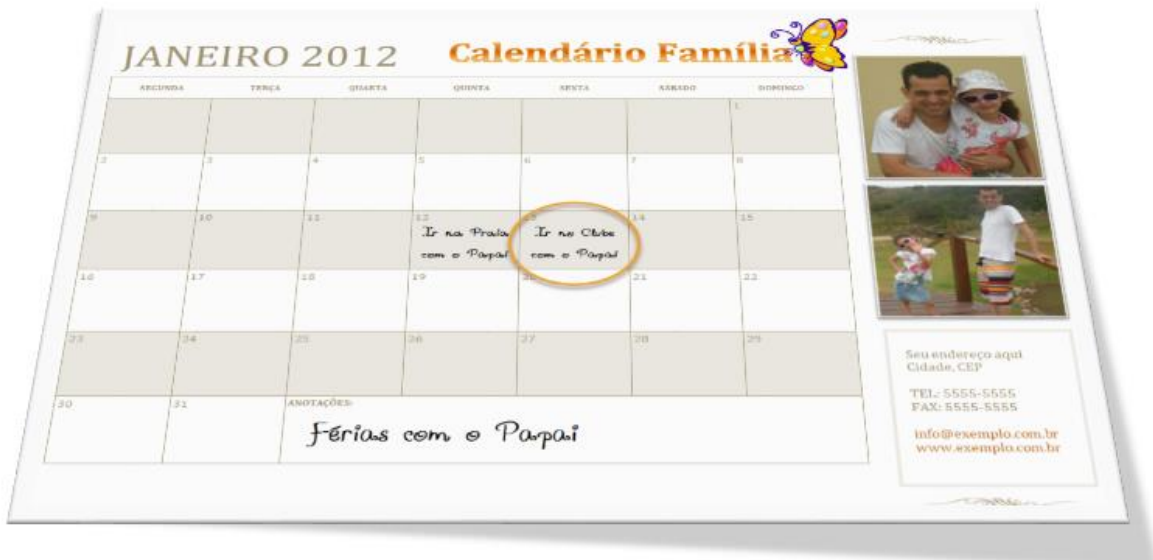 JANEIRO 2012
Calendário Família
SEGUNDA TERÇA QUARTA QUINTA SEXTA SÁBADO DOMINGO
1
2 3 4 5 6 7 8
9 10 11 12 13 14 15
Ir na Praia
com o Papai
Ir no Clube
com o Papai
16 17 18 19 20 21 22
23 24 25 26 27 28 29
30 31
ANOTAÇÕES:
Férias com o Papai
Seu endereço aqui
Cidade, CEP
TEL: 5555-5555
FAX: 5555-5555
info@exemplo.com.br
www.exemplo.com.br